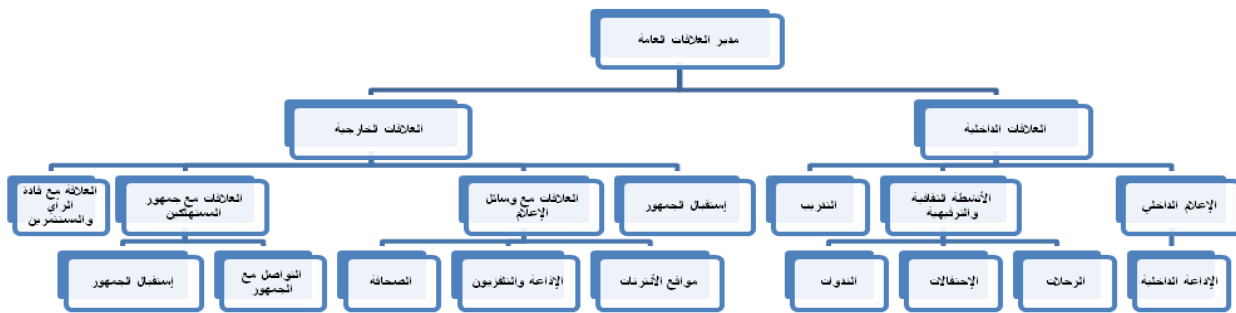 مدير العلاقات العامة
العلاقات الداخلية
العلاقات الخارجية
الإعلام الداخلي
الأنشطة الثقافية
والترفيهية
التدريب
إستقبال الجمهور
العلاقات مع وسائل
الإعلام
العلاقات مع جمهور
المستهلكين
العلاقة مع قادة
الرأي
والمستثمرين
الإذاعة الداخلية
الرحلات
الإحتفالات
الندوات
مواقع الأنترنات
الإذاعة والتلفزيون
الصحافة
التواصل مع
الجمهور
إستقبال الجمهور